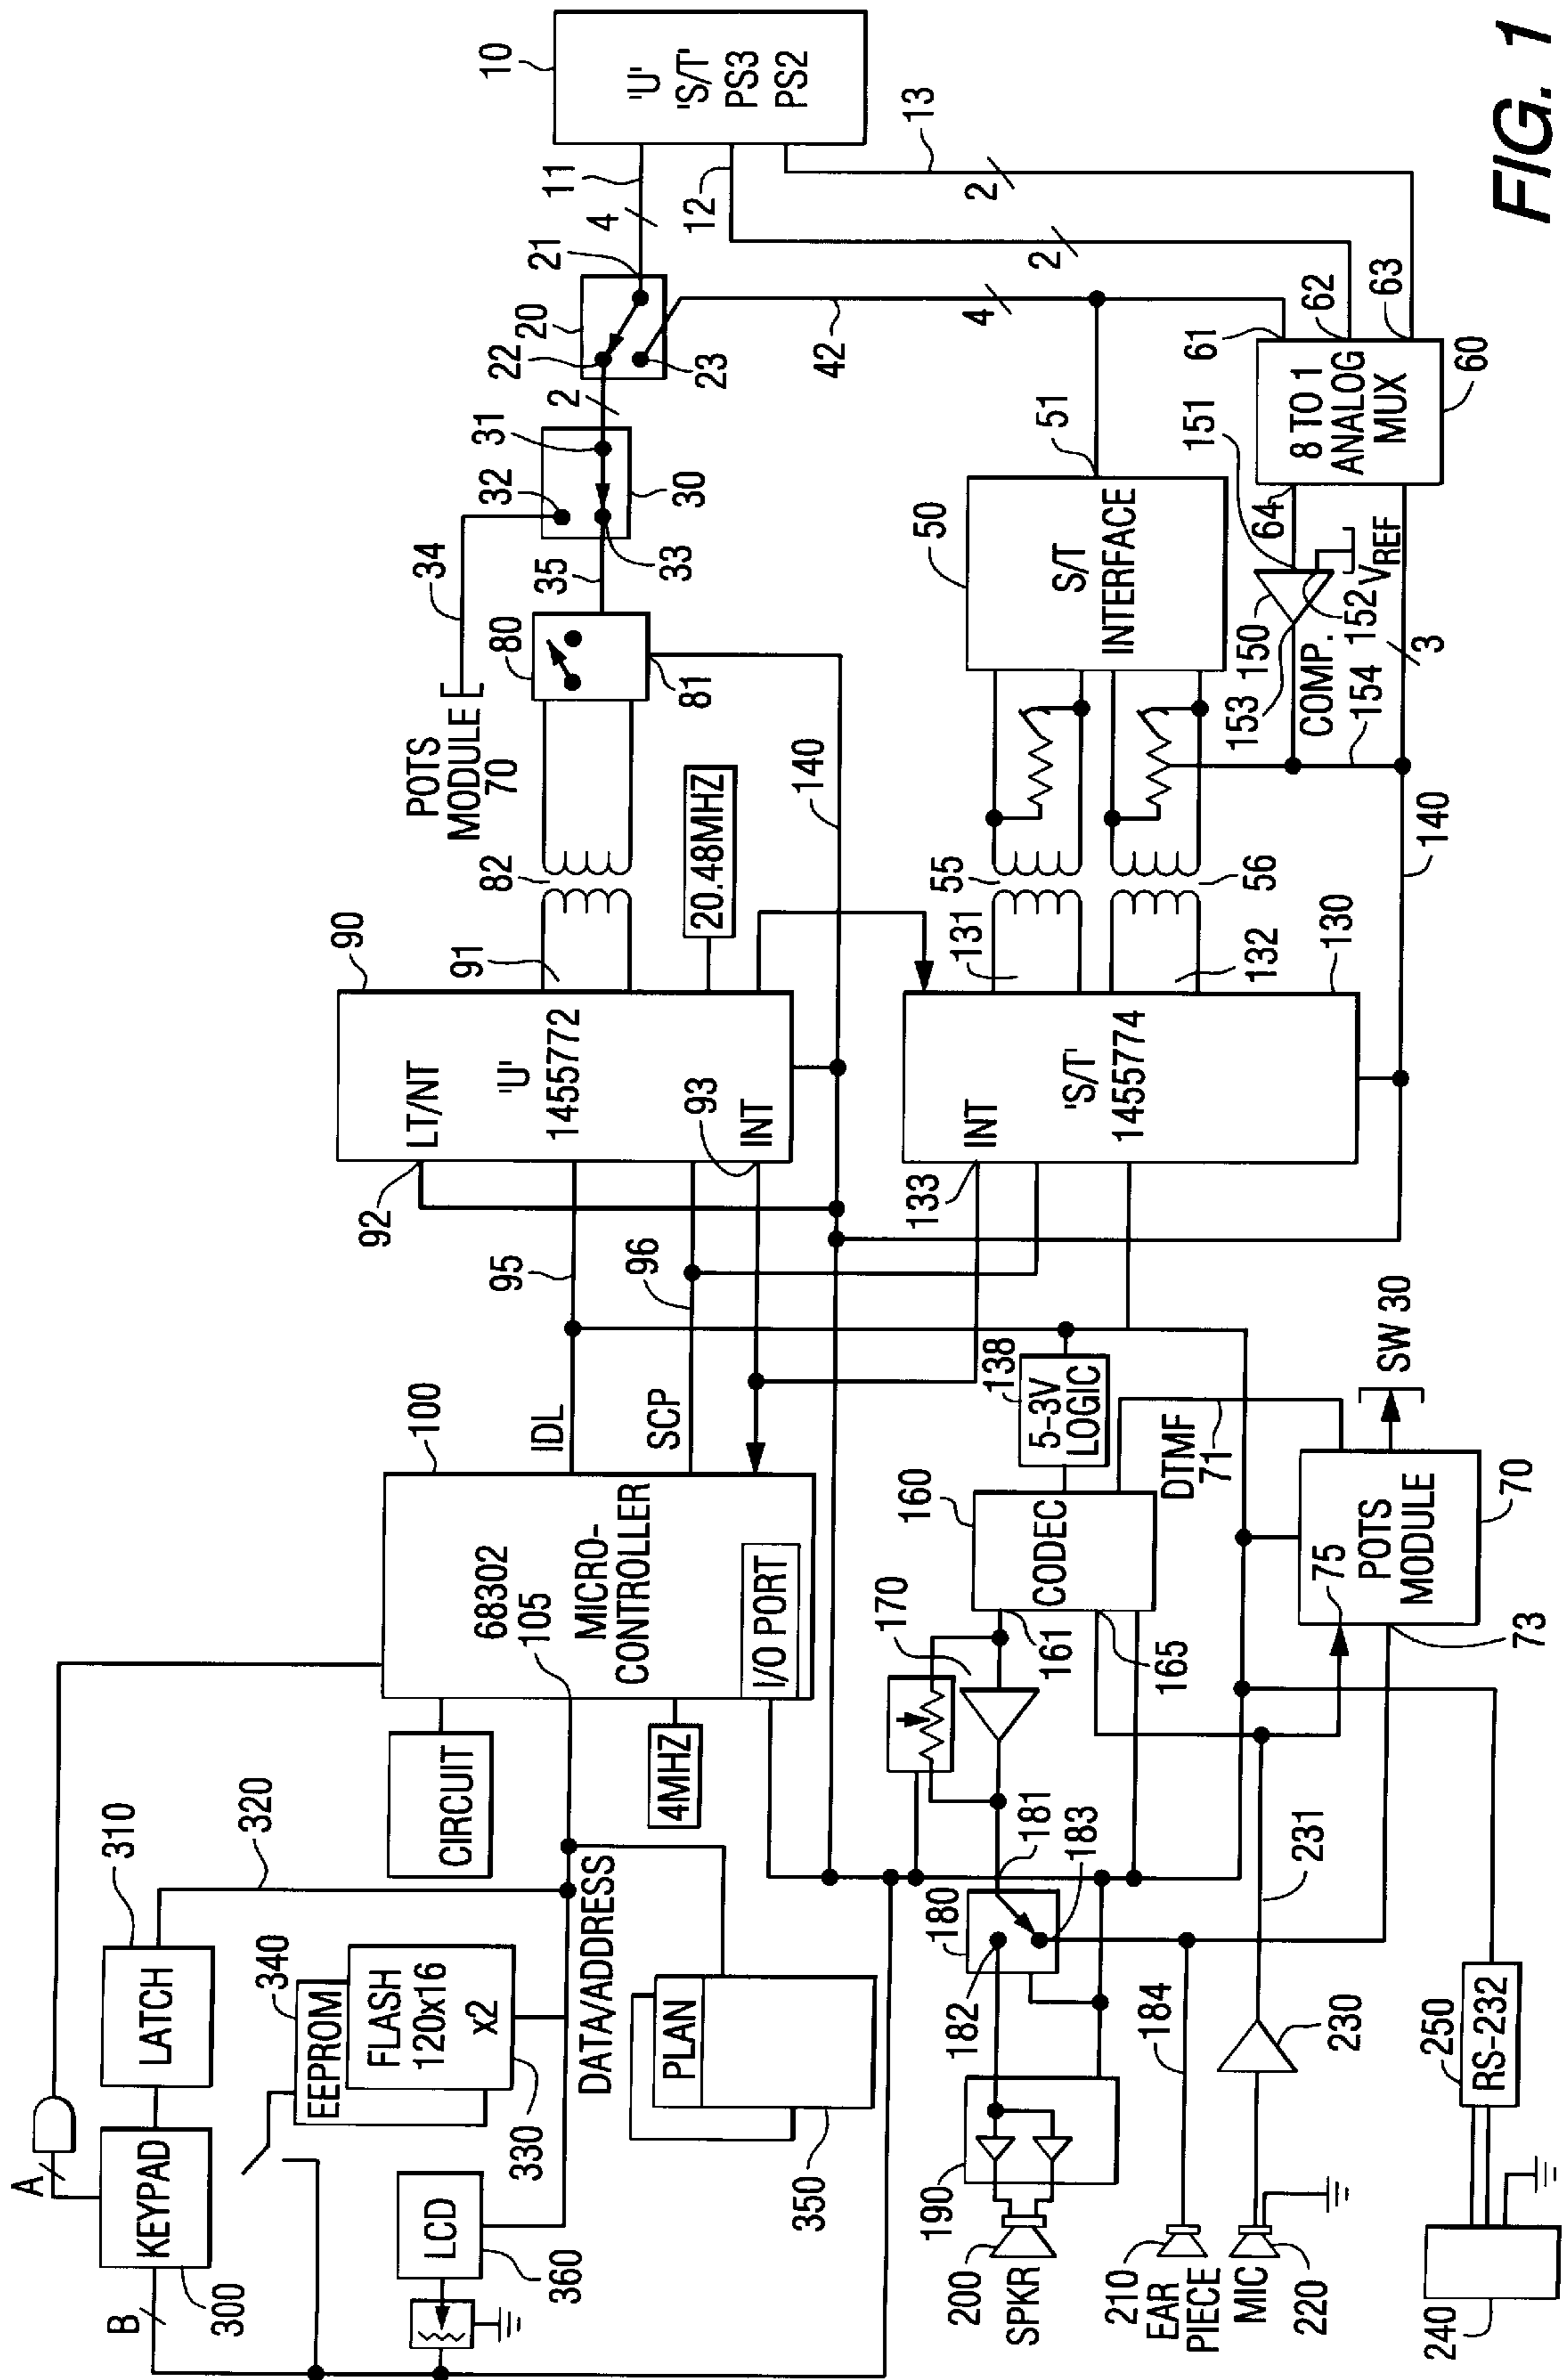 FIG. 1
10
'U'
'S/T'
PS3
PS2
11
4
12
2
13
2
21
20
22
23
2
42
4
31
32
30
33
34
35
POTS
MODULE
70
80
81
82
20.48MHZ
140
90
91
LT/NT
'U'
1455772
93
INT
92
95
96
50
51
S/T
INTERFACE
55
56
61
62
63
8 TO 1
ANALOG
MUX
60
64
151
150
152
VREF
153
COMP.
154
3
140
131
132
130
INT
'S/T'
1455774
133
100
IDL
SCP
68302
105
MICRO-
CONTROLLER
I/O PORT
CIRCUIT
4MHZ
138
5-3V
LOGIC
160
CODEC
161
165
DTMF
71
SW 30
POTS
MODULE
75
70
73
170
180
181
182
183
184
190
200
SPKR
210
EAR
PIECE
MIC
220
230
231
240
250
RS-232
A
B
KEYPAD
300
LATCH
310
320
340
EEPROM
FLASH
120x16
x2
330
DATA/ADDRESS
PLAN
350
LCD
360